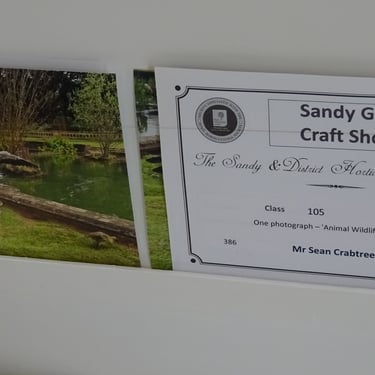 Sandy G
Craft Sho
The Sandy & District Horti
Class 105
One photograph – 'Animal Wildlif
386 Mr Sean Crabtree